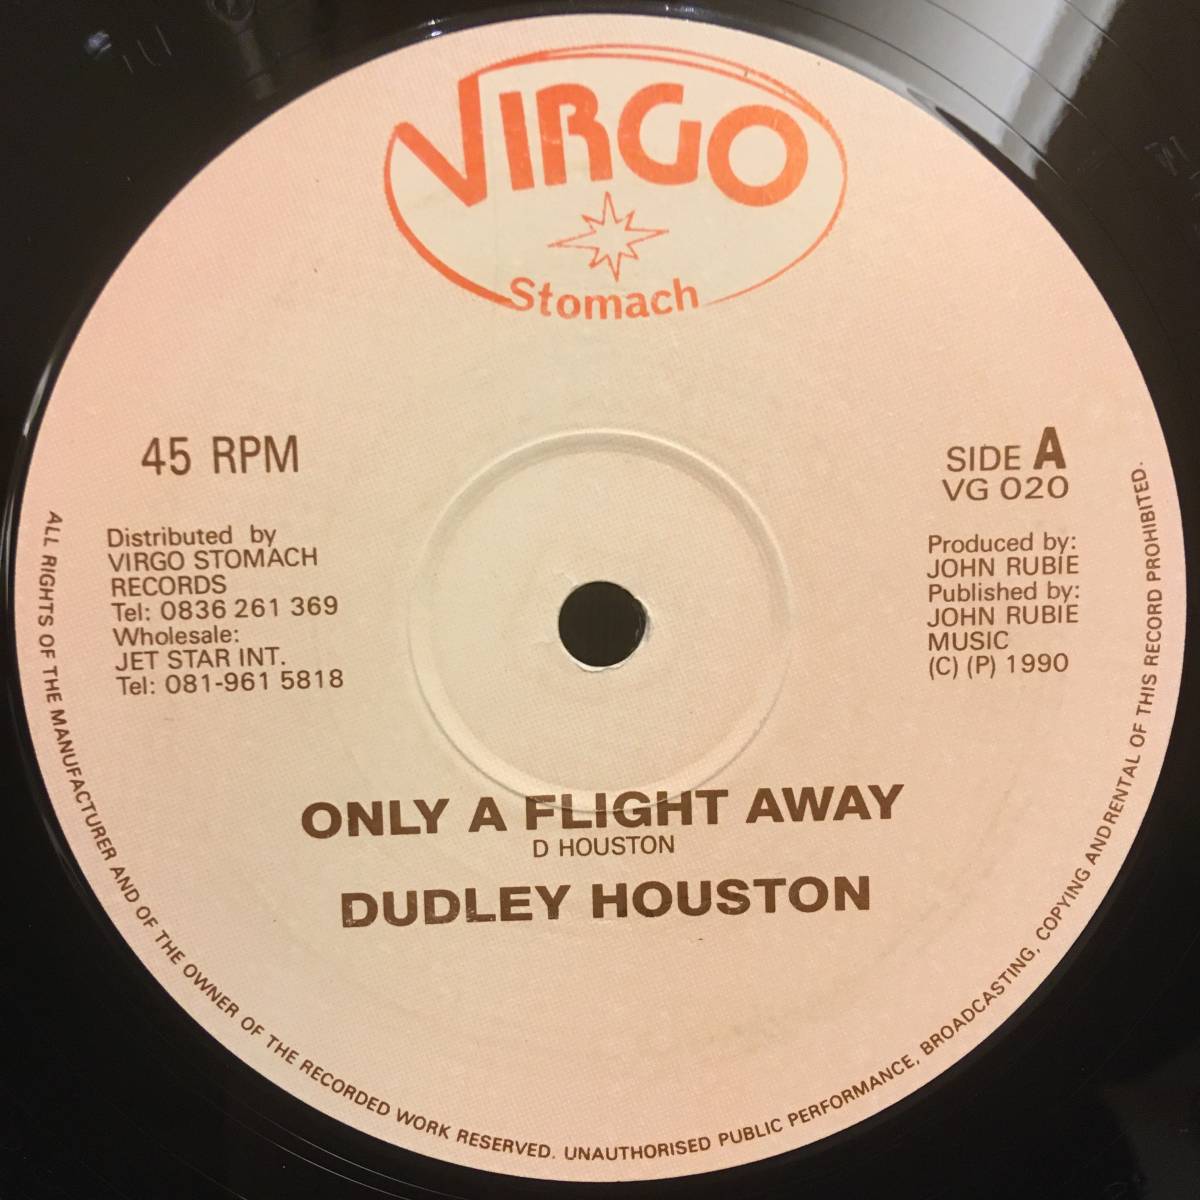 VIRGO
Stomach
45 RPM
Distributed by
VIRGO STOMACH
RECORDS
Tel: 0836 261 369
Wholesale:
JET STAR INT.
Tel: 081-961 5818
SIDE A
VG 020
Produced by:
JOHN RUBIE
Published by:
JOHN RUBIE
MUSIC
(C) (P) 1990
ONLY A FLIGHT AWAY
D HOUSTON
DUDLEY HOUSTON
ALL RIGHTS OF THE MANUFACTURER AND OF THE OWNER OF THE RECORDED WORK RESERVED. UNAUTHORISED PUBLIC PERFORMANCE, BROADCASTING, COPYING ANDRENTAL OF THIS RECORD PROHIBITED.